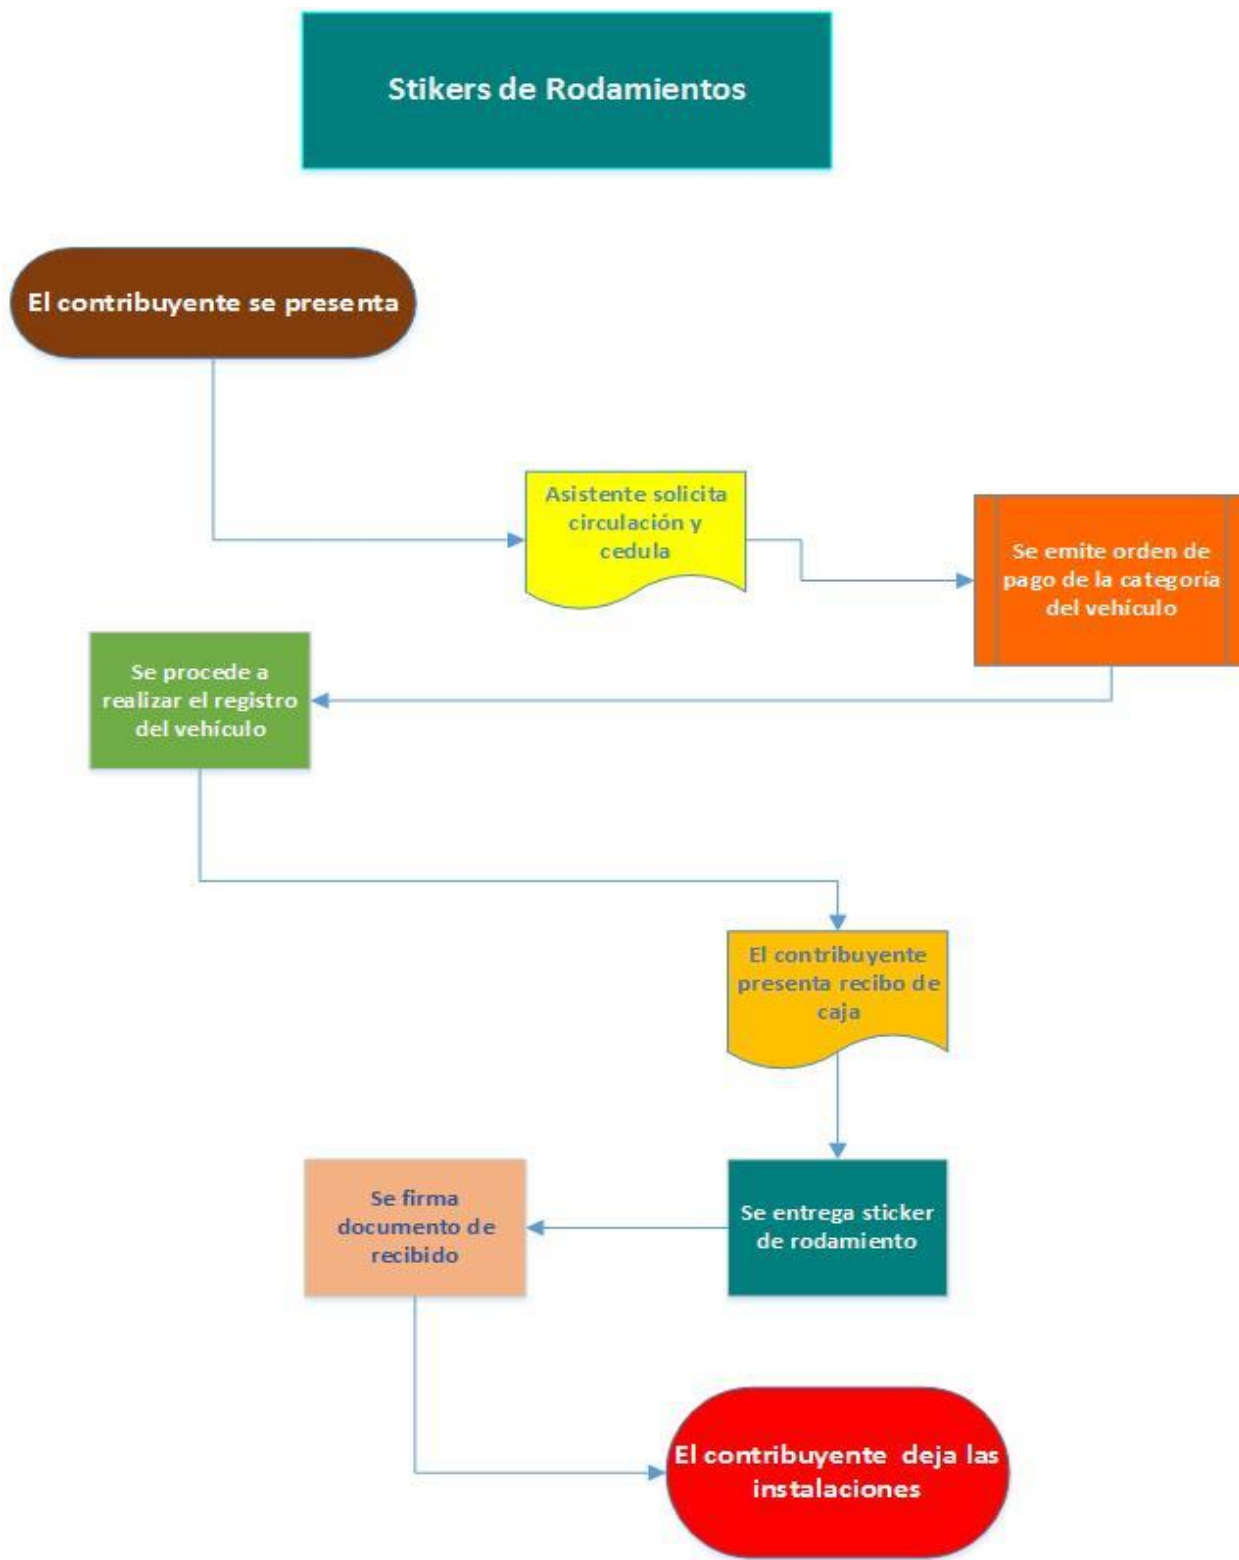 Stikers de Rodamientos
El contribuyente se presenta
Asistente solicita
circulación y
cedula
Se emite orden de
pago de la categoría
del vehículo
Se procede a
realizar el registro
del vehículo
El contribuyente
presenta recibo de
caja
Se entrega sticker
de rodamiento
Se firma
documento de
recibido
El contribuyente deja las
instalaciones